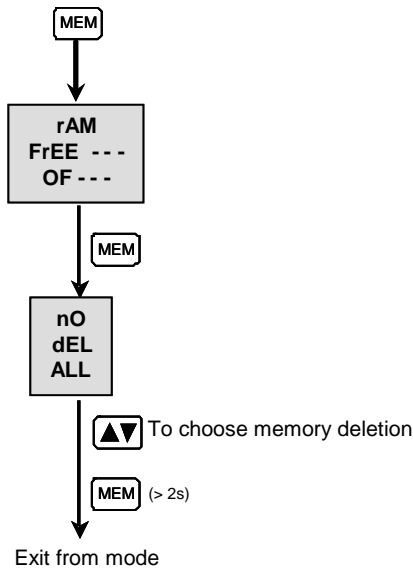 MEM
rAM
FrEE ---
OF - - -
MEM
nO
dEL
ALL
▲▼ To choose memory deletion
MEM (> 2s)
Exit from mode